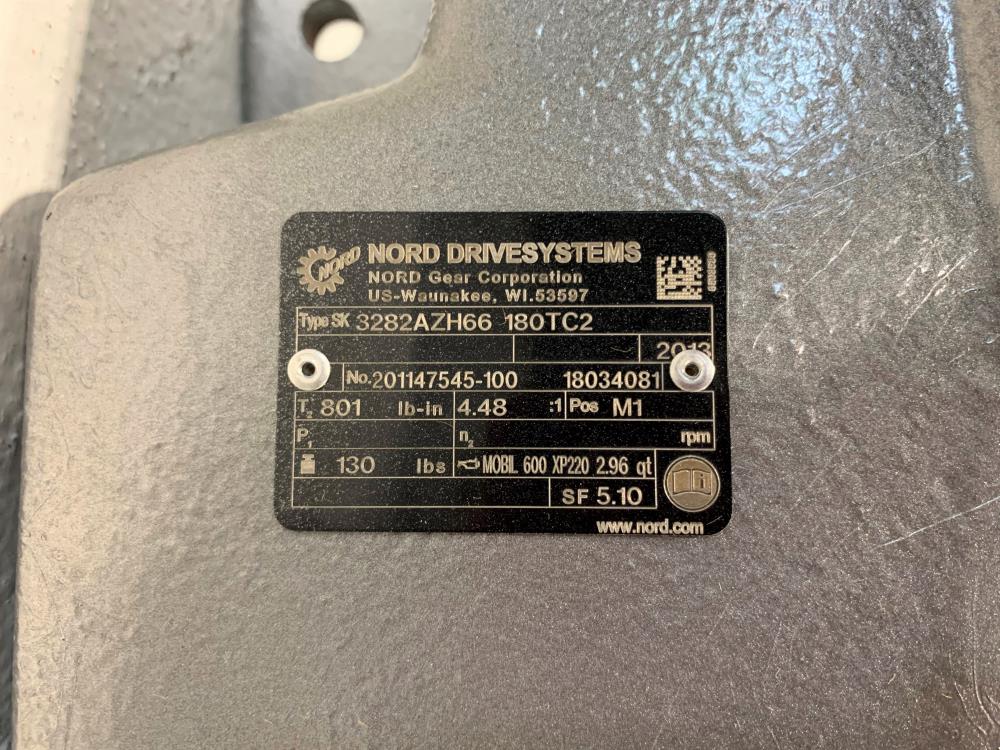 NORD
NORD DRIVESYSTEMS
NORD Gear Corporation
US-Waunakee, WI.53597
Type SK 3282AZH66 180TC2
2013
No. 201147545-100 18034081
T₂ 801 lb-in 4.48 :1 Pos M1
P₁ n₂ rpm
130 lbs MOBIL 600 XP220 2.96 qt
i
SF 5.10
www.nord.com